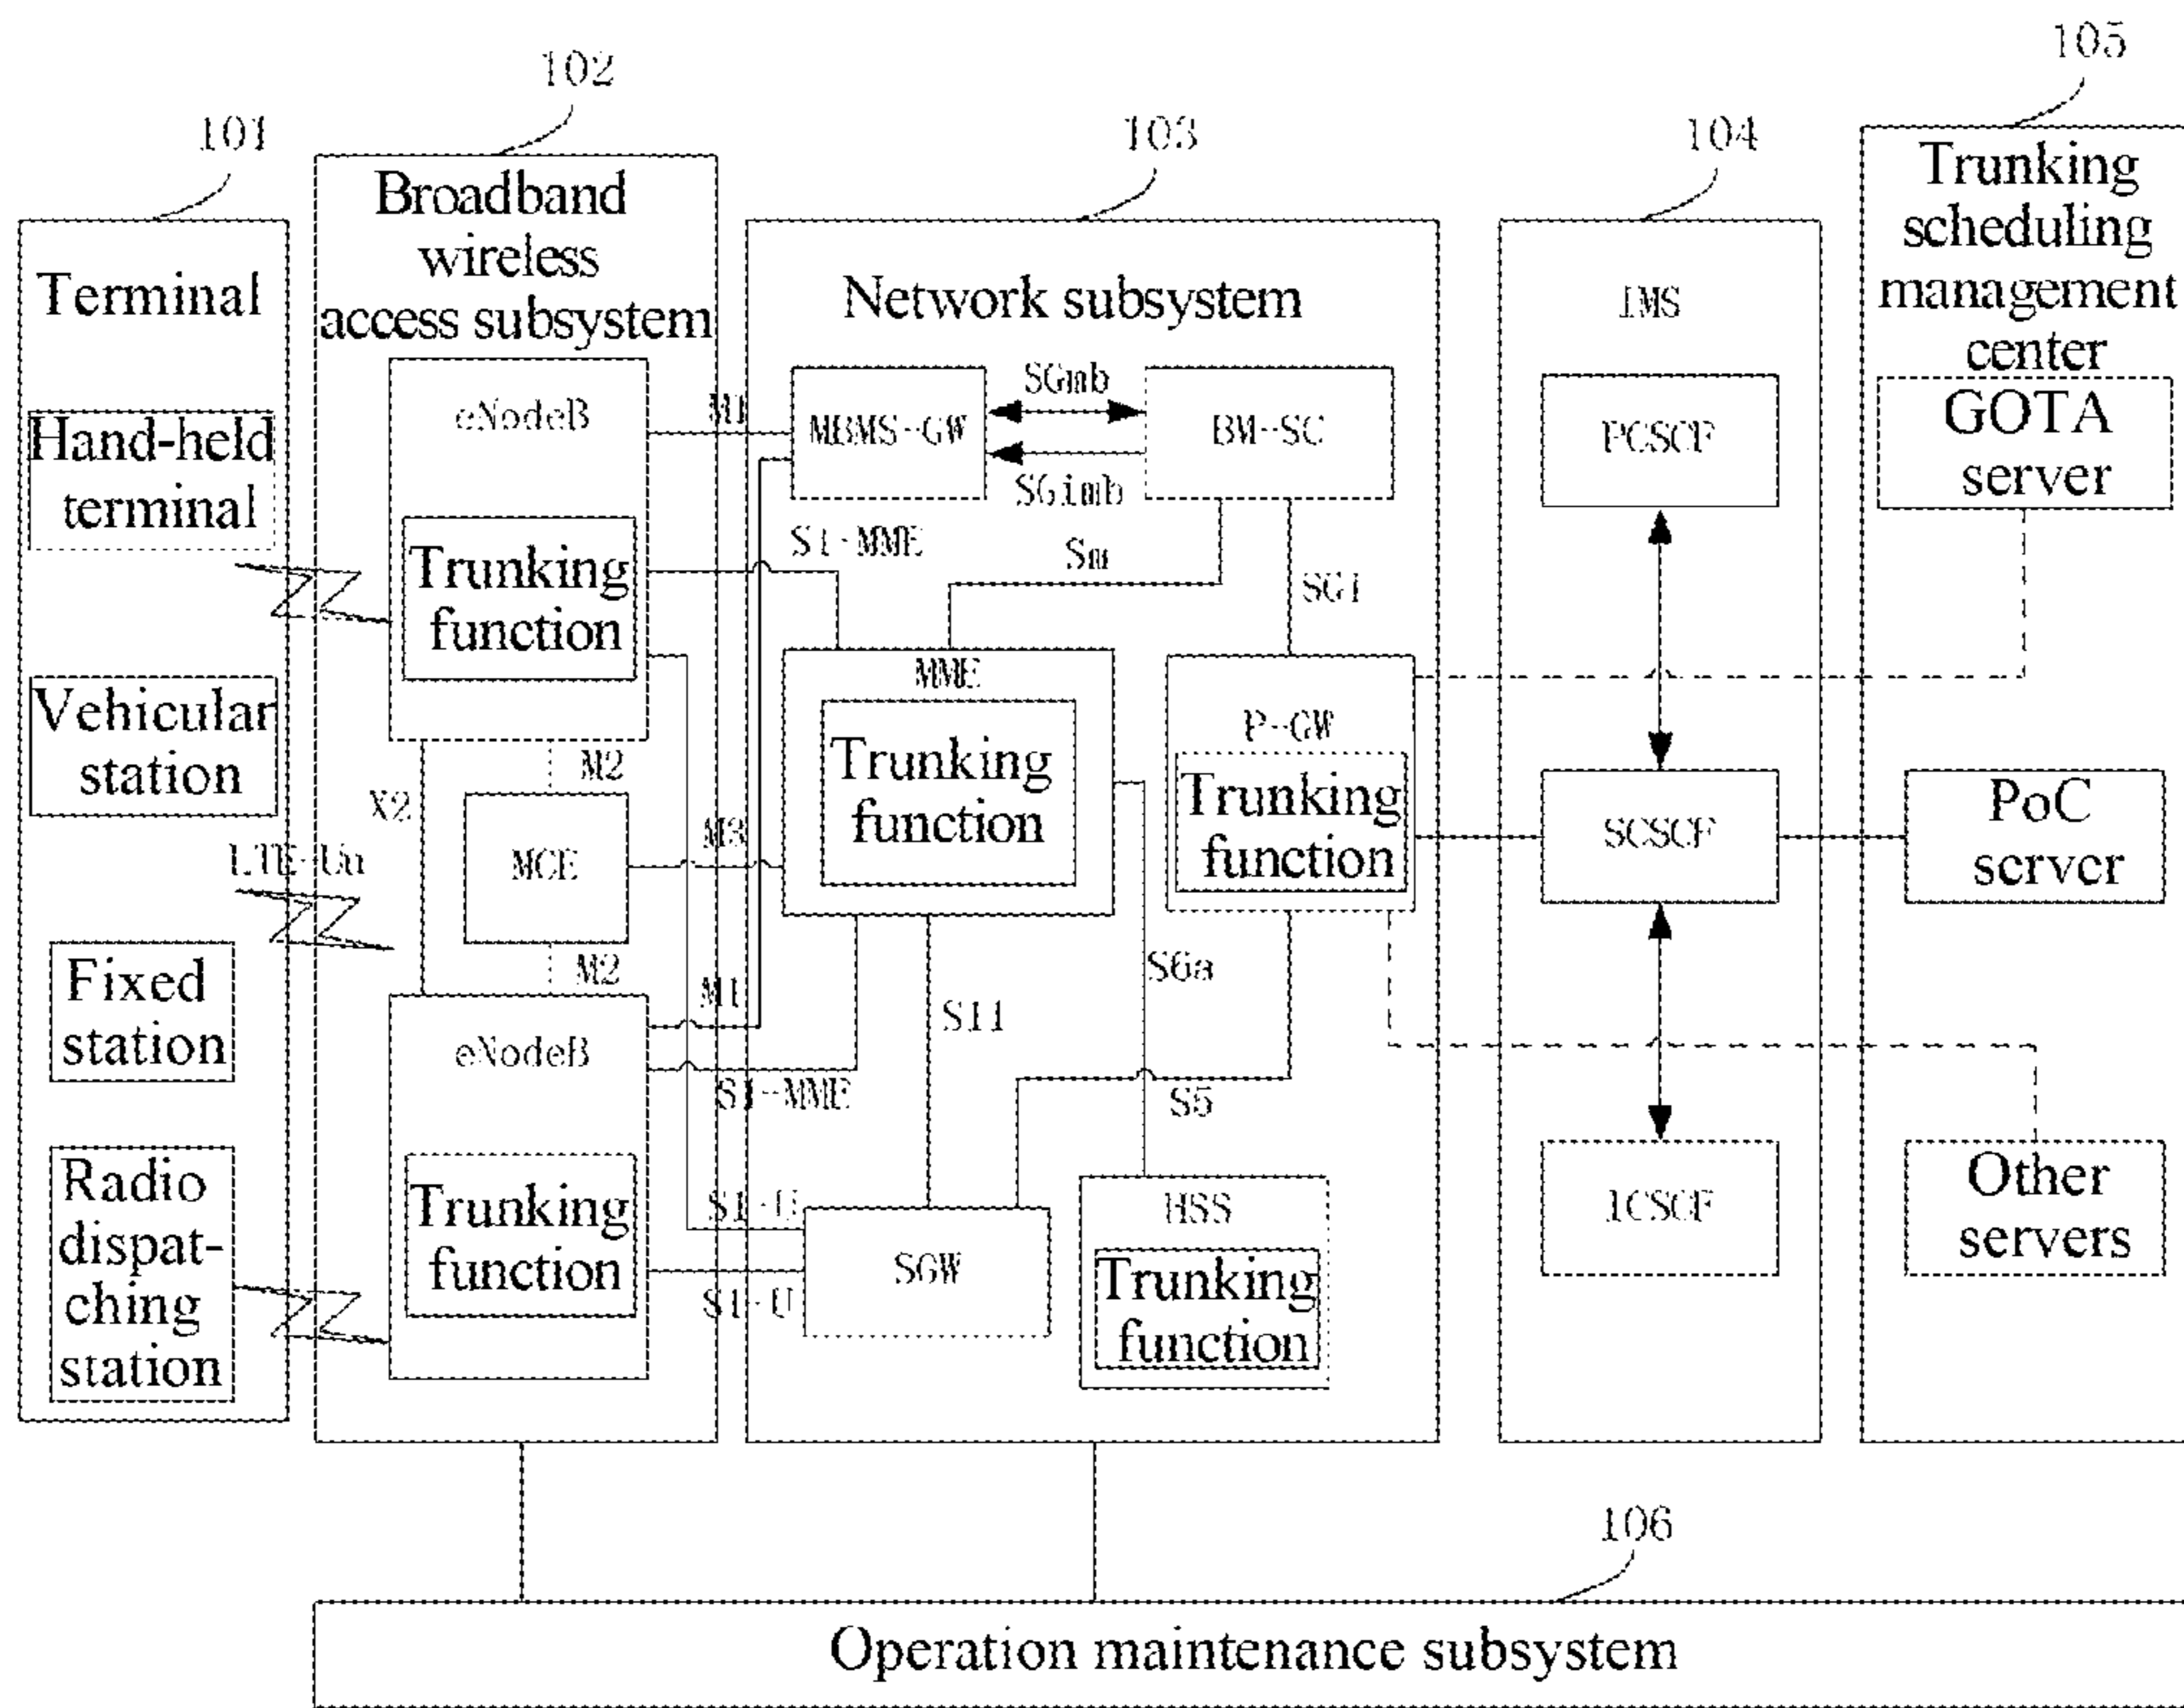 101
102
103
104
105
Terminal
Hand-held
terminal
Vehicular
station
LTE-Uu
Fixed
station
Radio
dispat-
ching
station
Broadband
wireless
access subsystem
eNodeB
Trunking
function
X2
M2
MCE
M2
eNodeB
Trunking
function
M1
S1-MME
M3
M1
S1-MME
S1-U
S1-U
Network subsystem
MBMS-GW
SGmb
SGimb
BM-SC
Sm
SGi
MME
Trunking
function
P-GW
Trunking
function
S6a
S11
S5
SGW
HSS
Trunking
function
IMS
PCSCF
SCSCF
ICSCF
Trunking
scheduling
management
center
GOTA
server
PoC
server
Other
servers
106
Operation maintenance subsystem